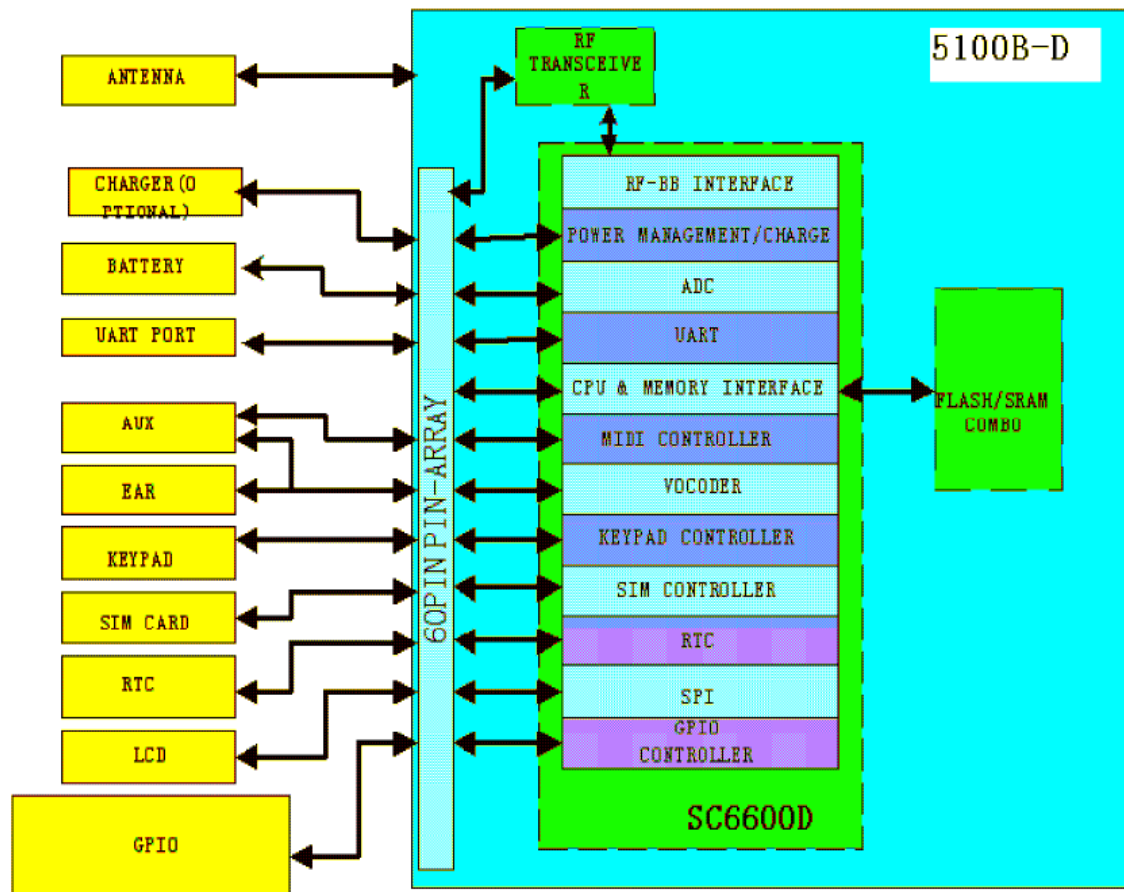 5100B-D
RF
TRANSCEIVE
R
ANTENNA
CHARGER(O
PTIONAL)
BATTERY
UART PORT
AUX
EAR
KEYPAD
SIM CARD
RTC
LCD
GPIO
60PIN PIN-ARRAY
RF-BB INTERFACE
POWER MANAGEMENT/CHARGE
ADC
UART
CPU & MEMORY INTERFACE
MIDI CONTROLLER
VOCODER
KEYPAD CONTROLLER
SIM CONTROLLER
RTC
SPI
GPIO
CONTROLLER
SC6600D
FLASH/SRAM
COMBO